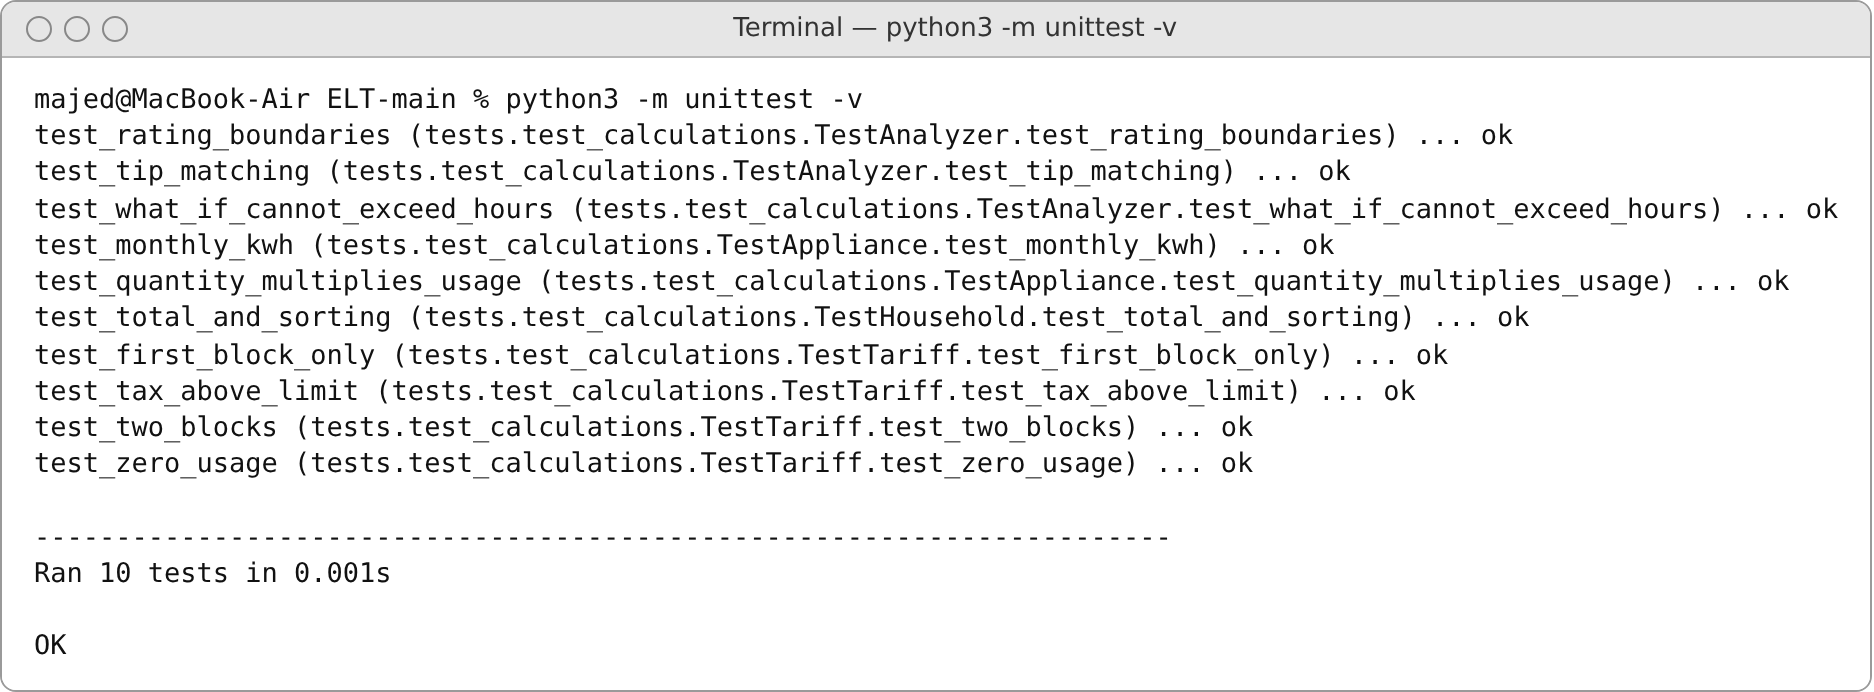 Terminal — python3 -m unittest -v
majed@MacBook-Air ELT-main % python3 -m unittest -v
test_rating_boundaries (tests.test_calculations.TestAnalyzer.test_rating_boundaries) ... ok
test_tip_matching (tests.test_calculations.TestAnalyzer.test_tip_matching) ... ok
test_what_if_cannot_exceed_hours (tests.test_calculations.TestAnalyzer.test_what_if_cannot_exceed_hours) ... ok
test_monthly_kwh (tests.test_calculations.TestAppliance.test_monthly_kwh) ... ok
test_quantity_multiplies_usage (tests.test_calculations.TestAppliance.test_quantity_multiplies_usage) ... ok
test_total_and_sorting (tests.test_calculations.TestHousehold.test_total_and_sorting) ... ok
test_first_block_only (tests.test_calculations.TestTariff.test_first_block_only) ... ok
test_tax_above_limit (tests.test_calculations.TestTariff.test_tax_above_limit) ... ok
test_two_blocks (tests.test_calculations.TestTariff.test_two_blocks) ... ok
test_zero_usage (tests.test_calculations.TestTariff.test_zero_usage) ... ok
----------------------------------------------------------------------
Ran 10 tests in 0.001s
OK